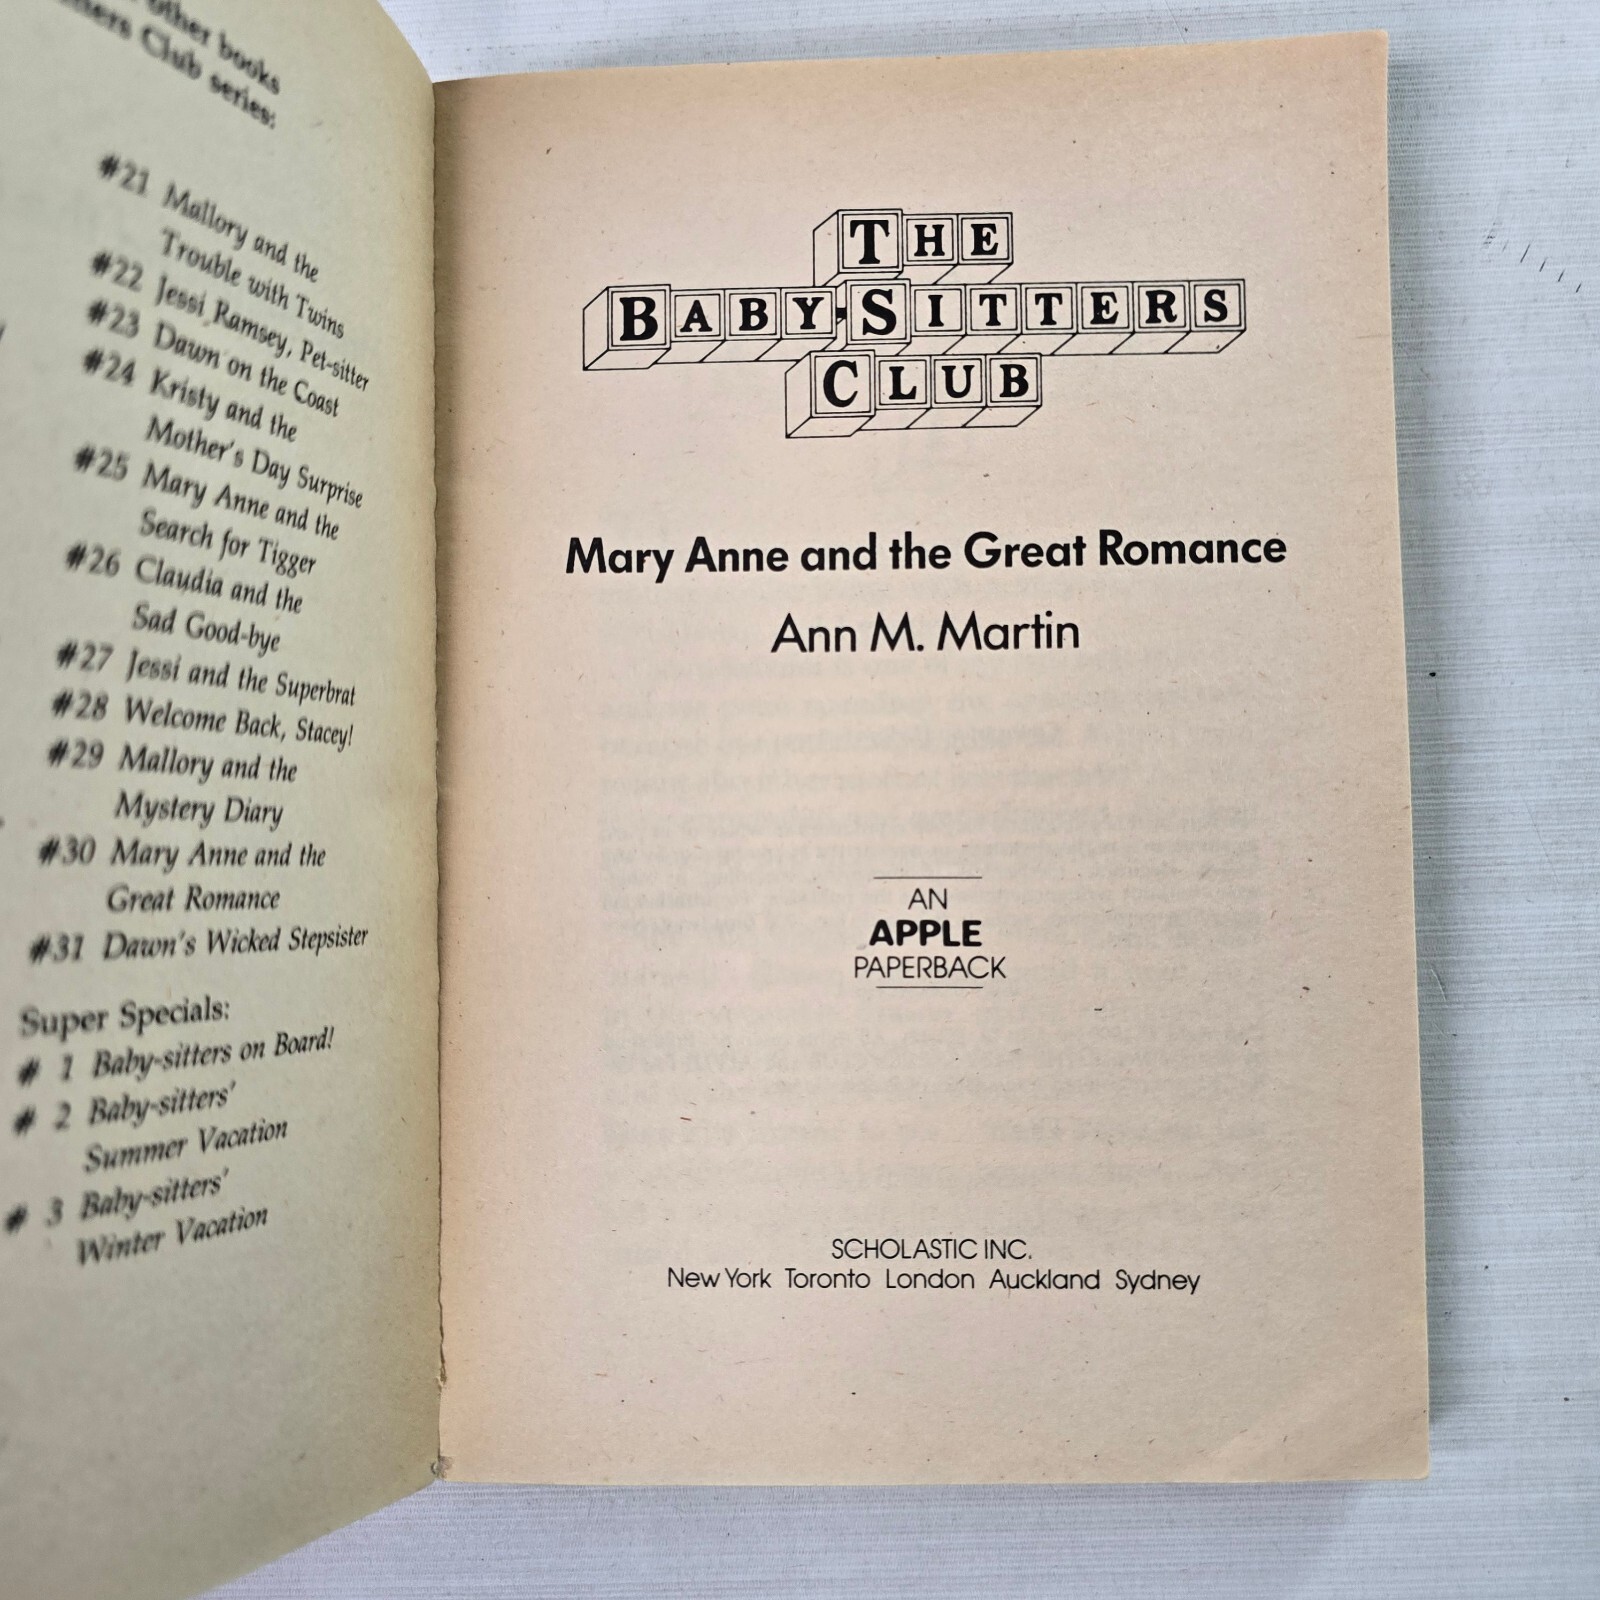 other books
Club series:
#21 Mallory and the
Trouble with Twins
#22 Jessi Ramsey, Pet-sitter
#23 Dawn on the Coast
#24 Kristy and the
Mother's Day Surprise
#25 Mary Anne and the
Search for Tigger
#26 Claudia and the
Sad Good-bye
#27 Jessi and the Superbrat
#28 Welcome Back, Stacey!
#29 Mallory and the
Mystery Diary
#30 Mary Anne and the
Great Romance
#31 Dawn's Wicked Stepsister
Super Specials:
# 1 Baby-sitters on Board!
# 2 Baby-sitters'
Summer Vacation
# 3 Baby-sitters'
Winter Vacation
THE
BABY-SITTERS
CLUB
Mary Anne and the Great Romance
Ann M. Martin
AN
APPLE
PAPERBACK
SCHOLASTIC INC.
New York Toronto London Auckland Sydney